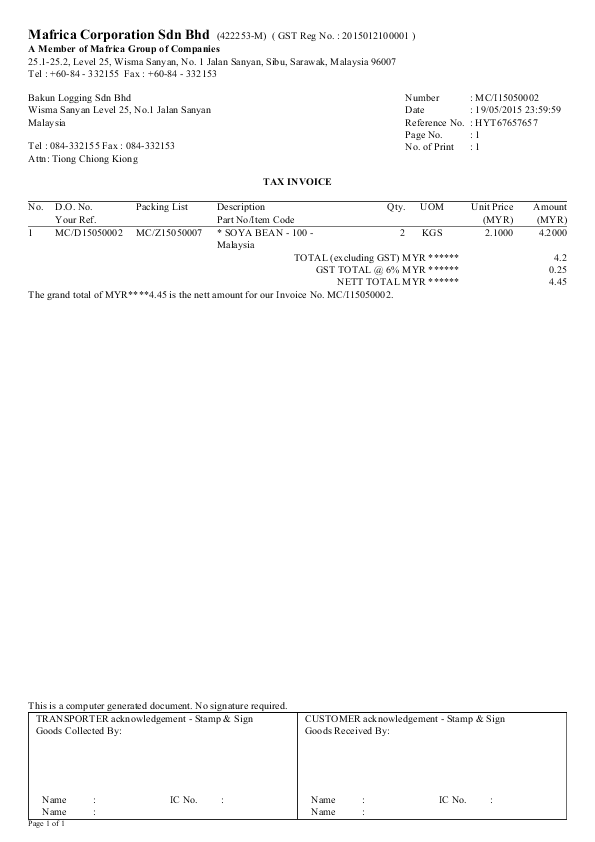 Mafrica Corporation Sdn Bhd (422253-M) ( GST Reg No. : 2015012100001 )
A Member of Mafrica Group of Companies
25.1-25.2, Level 25, Wisma Sanyan, No. 1 Jalan Sanyan, Sibu, Sarawak, Malaysia 96007
Tel : +60-84 - 332155 Fax : +60-84 - 332153
Bakun Logging Sdn Bhd
Wisma Sanyan Level 25, No.1 Jalan Sanyan
Malaysia
Tel : 084-332155 Fax : 084-332153
Attn: Tiong Chiong Kiong
Number : MC/I15050002
Date : 19/05/2015 23:59:59
Reference No. : HYT67657657
Page No. : 1
No. of Print : 1
TAX INVOICE
No. D.O. No. Packing List Description Qty. UOM Unit Price Amount
Your Ref. Part No/Item Code (MYR) (MYR)
1 MC/D15050002 MC/Z15050007 * SOYA BEAN - 100 - 2 KGS 2.1000 4.2000
Malaysia
TOTAL (excluding GST) MYR ****** 4.2
GST TOTAL @ 6% MYR ****** 0.25
NETT TOTAL MYR ****** 4.45
The grand total of MYR****4.45 is the nett amount for our Invoice No. MC/I15050002.
This is a computer generated document. No signature required.
TRANSPORTER acknowledgement - Stamp & Sign
Goods Collected By:
Name : IC No. :
Name :
CUSTOMER acknowledgement - Stamp & Sign
Goods Received By:
Name : IC No. :
Name :
Page 1 of 1